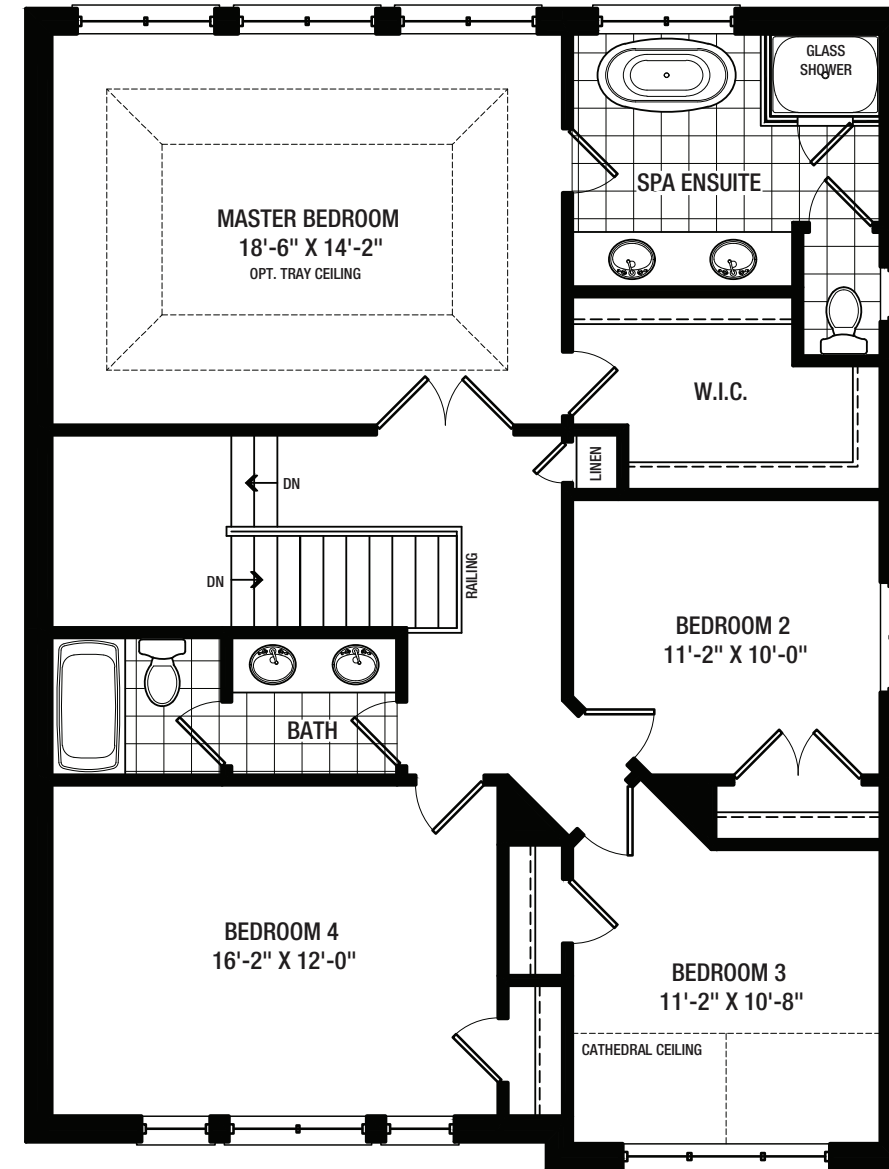 GLASS
SHOWER
SPA ENSUITE
MASTER BEDROOM
18'-6" X 14'-2"
OPT. TRAY CEILING
W.I.C.
LINEN
DN
RAILING
DN
BEDROOM 2
11'-2" X 10'-0"
BATH
BEDROOM 4
16'-2" X 12'-0"
BEDROOM 3
11'-2" X 10'-8"
CATHEDRAL CEILING